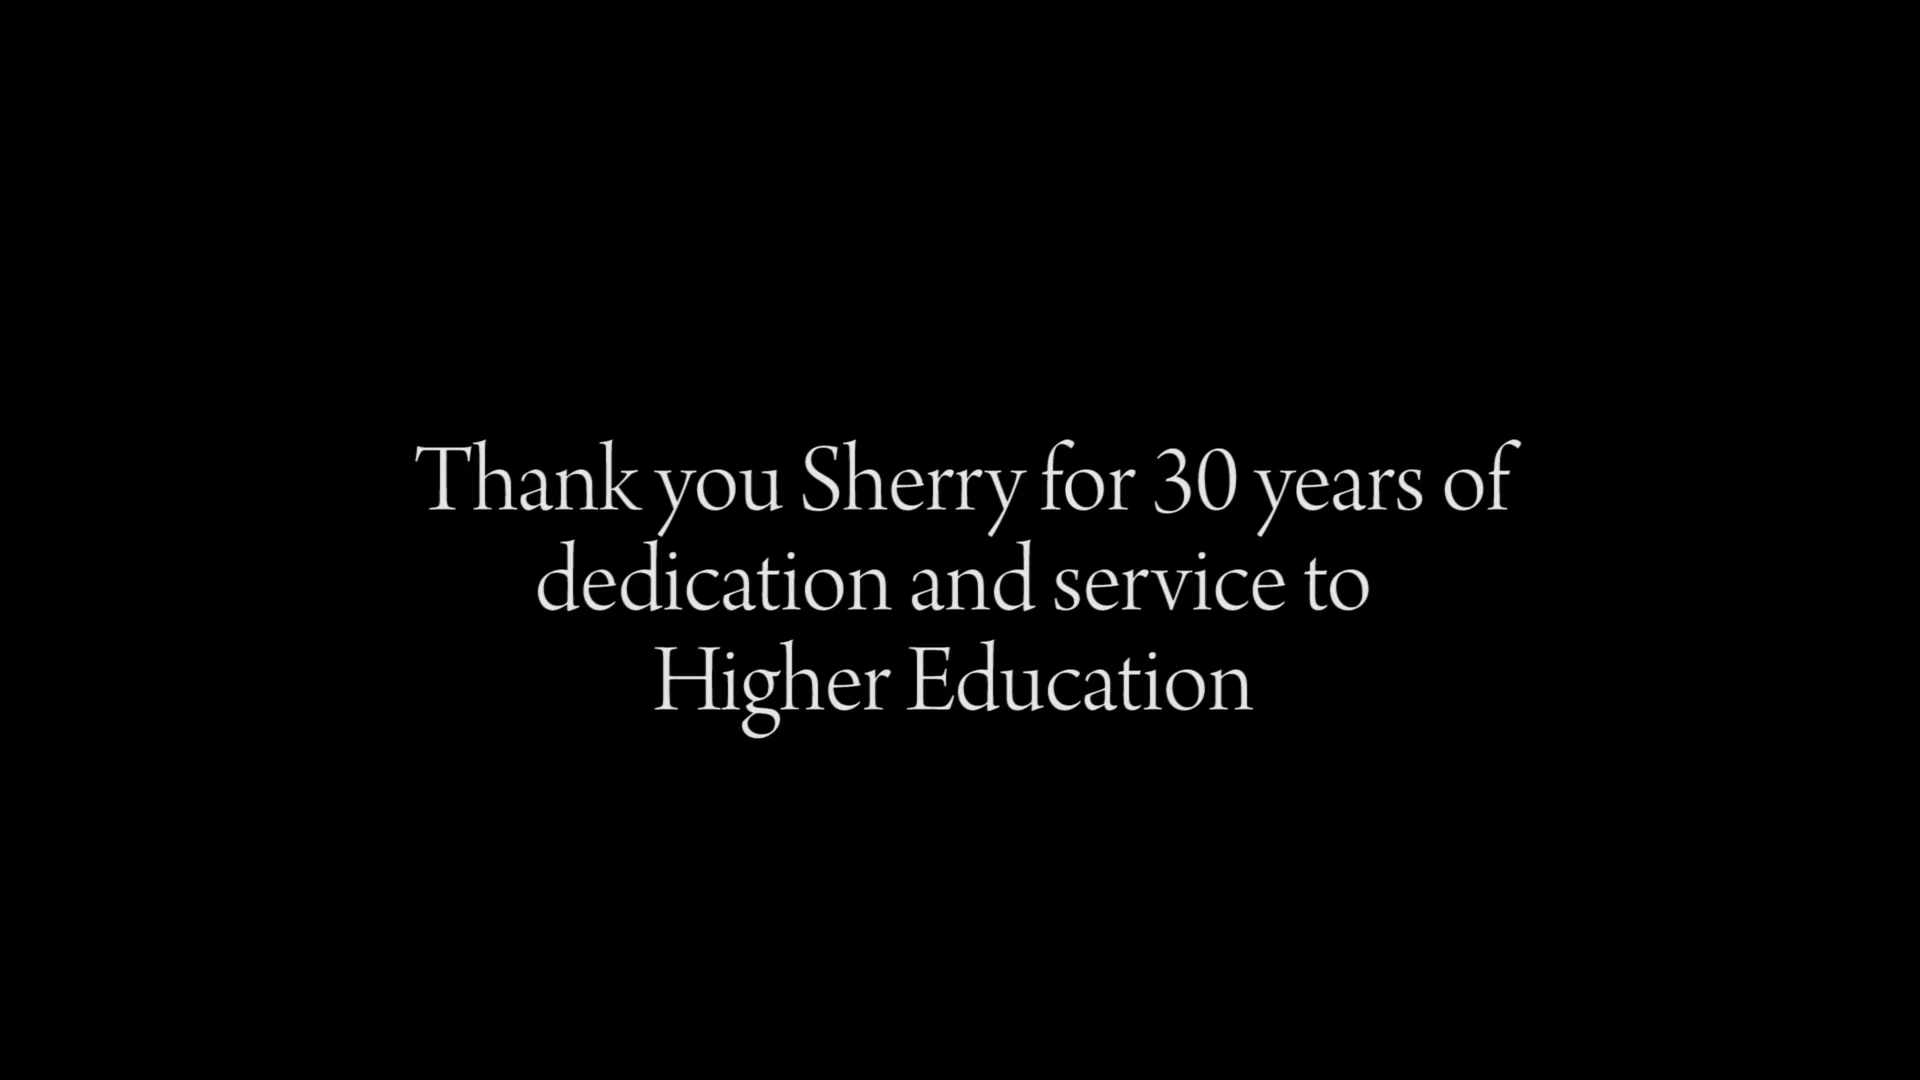 Thank you Sherry for 30 years of
dedication and service to
Higher Education